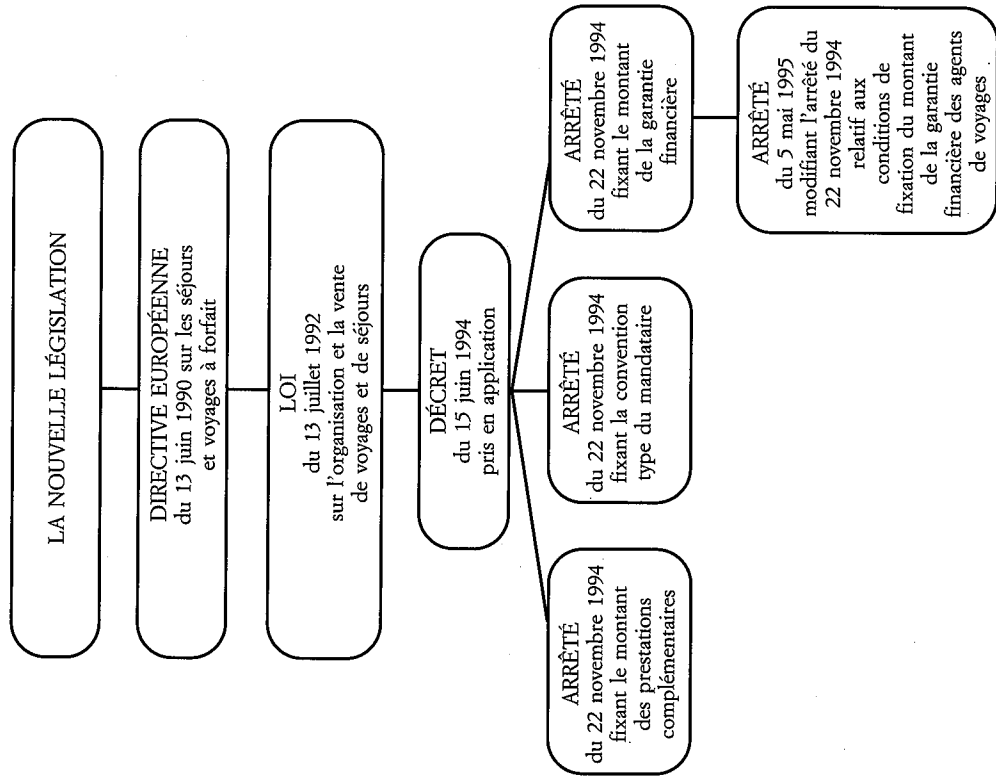 LA NOUVELLE LÉGISLATION
DIRECTIVE EUROPÉENNE
du 13 juin 1990 sur les séjours
et voyages à forfait
LOI
du 13 juillet 1992
sur l'organisation et la vente
de voyages et de séjours
DÉCRET
du 15 juin 1994
pris en application
ARRÊTÉ
du 22 novembre 1994
fixant le montant
des prestations
complémentaires
ARRÊTÉ
du 22 novembre 1994
fixant la convention
type du mandataire
ARRÊTÉ
du 22 novembre 1994
fixant le montant
de la garantie
financière
ARRÊTÉ
du 5 mai 1995
modifiant l'arrêté du
22 novembre 1994
relatif aux
conditions de
fixation du montant
de la garantie
financière des agents
de voyages